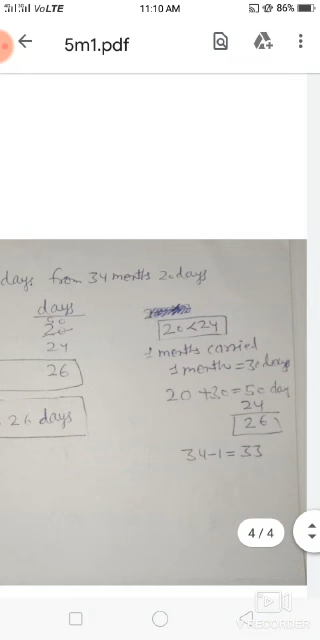 VoLTE 11:10 AM 86%
5m1.pdf
days from 34 months 20 days
days
50
20
24
26
26 days
20<24
1 months carried
1 month = 30 days
20 + 30 = 50 day
24
26
34-1 = 33
4 / 4
RECORDER